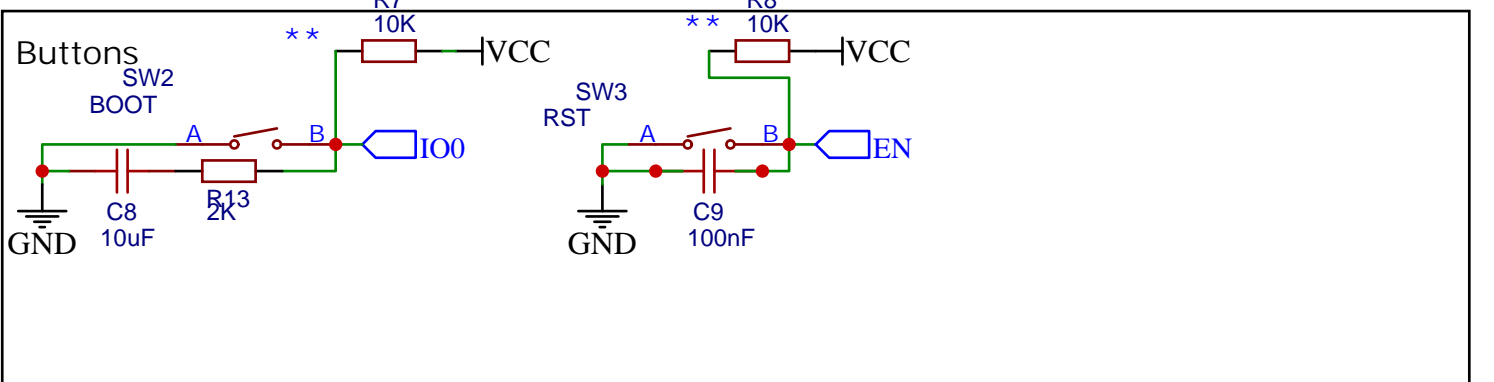 R7
10K
**
VCC
Buttons
SW2
BOOT
A
B
IO0
R13
2K
C8
10uF
GND
R8
10K
**
VCC
SW3
RST
A
B
EN
C9
100nF
GND